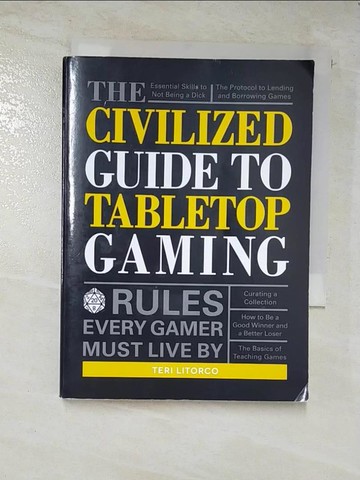 THE
Essential Skills to
Not Being a Dick
The Protocol to Lending
and Borrowing Games
CIVILIZED
GUIDE TO
TABLETOP
GAMING
RULES
EVERY GAMER
MUST LIVE BY
Curating a
Collection
How to Be a
Good Winner and
a Better Loser
The Basics of
Teaching Games
TERI LITORCO